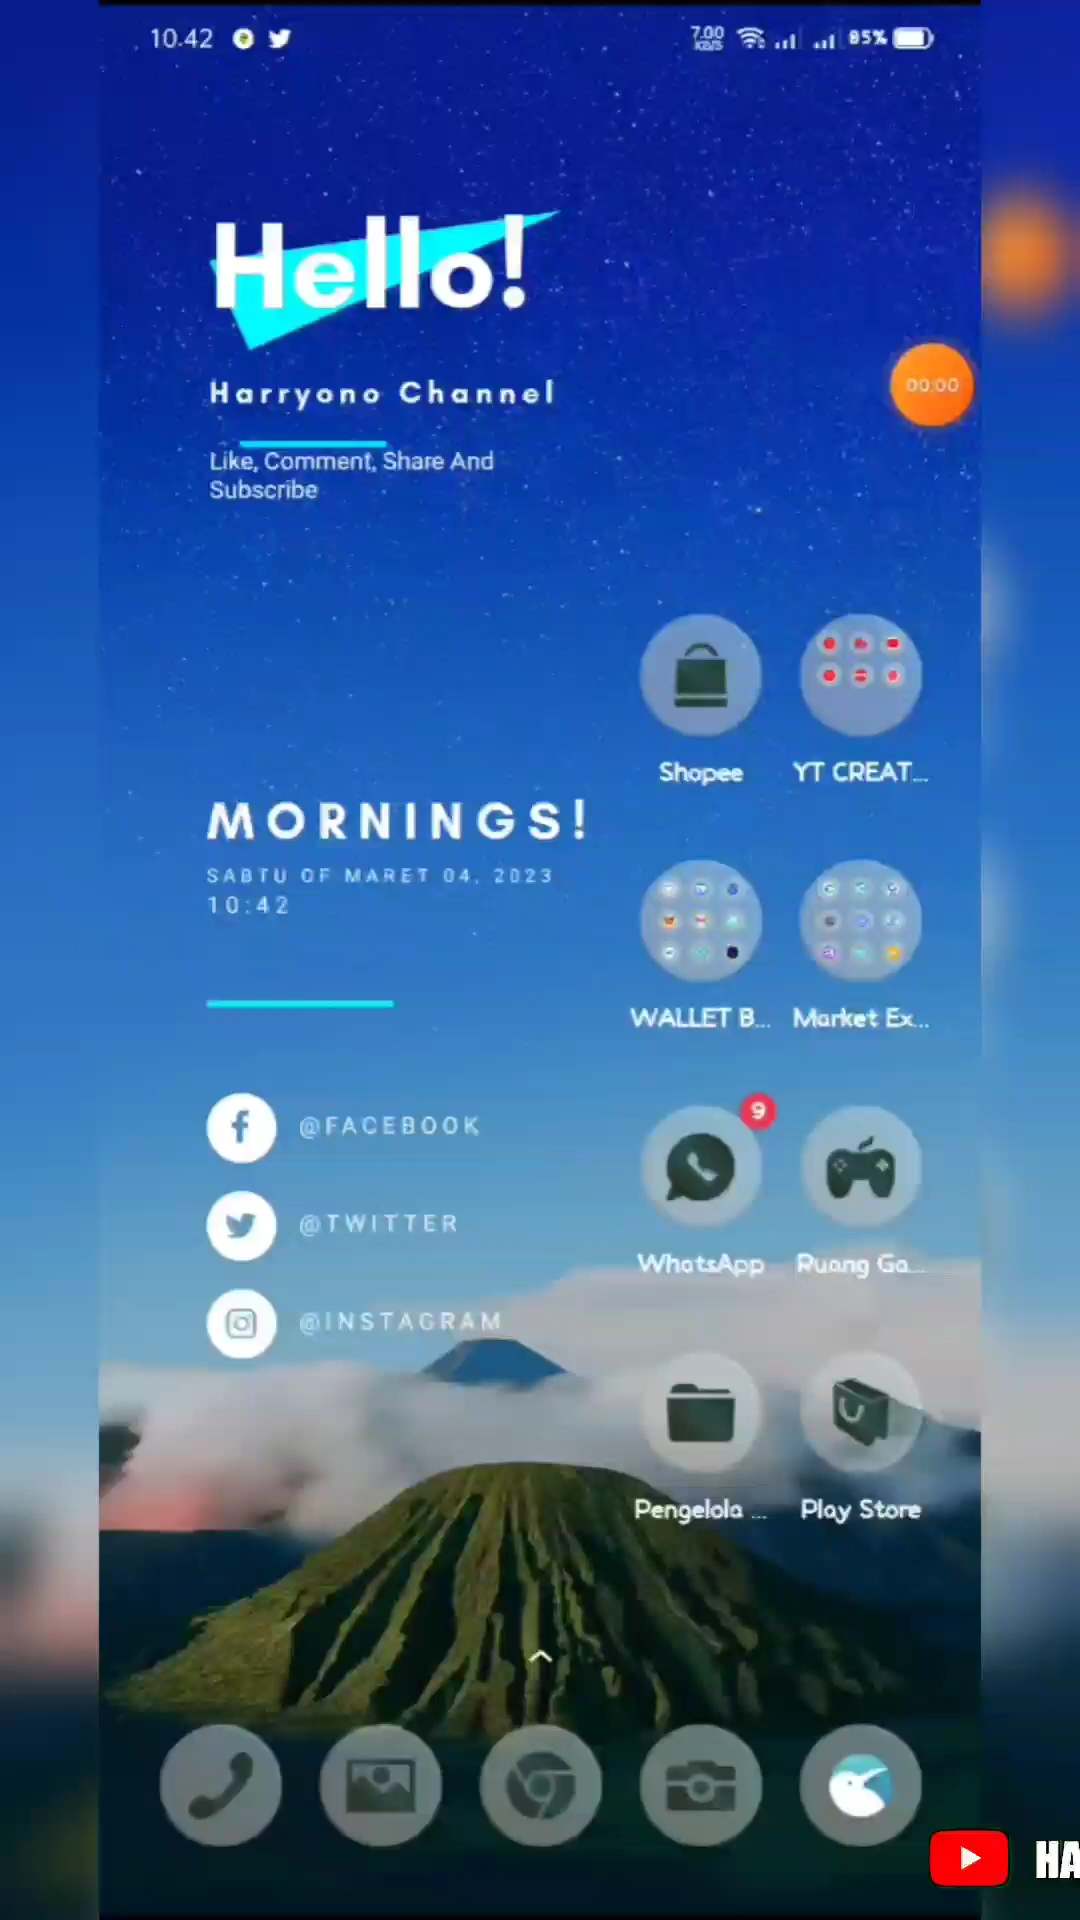 10.42
7.00
KB/S
85%
Hello!
Harryono Channel
00:00
Like, Comment, Share And
Subscribe
Shopee
YT CREAT...
MORNINGS!
SABTU OF MARET 04, 2023
10:42
WALLET B...
Market Ex...
@FACEBOOK
9
@TWITTER
WhatsApp
Ruang Ga...
@INSTAGRAM
Pengelola ...
Play Store
HA